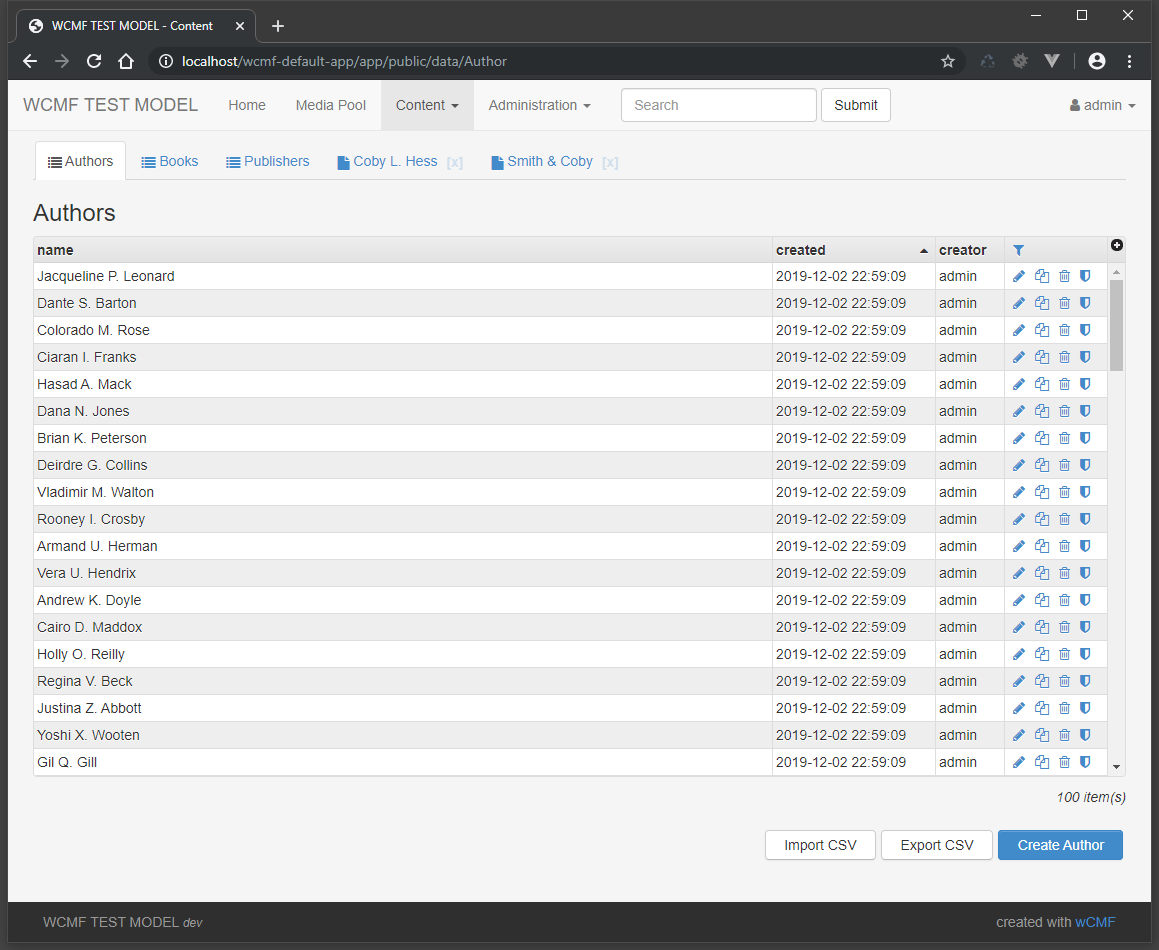 WCMF TEST MODEL - Content
localhost/wcmf-default-app/app/public/data/Author
WCMF TEST MODEL Home Media Pool Content Administration Search Submit admin
Authors Books Publishers Coby L. Hess [x] Smith & Coby [x]
Authors
name created creator
Jacqueline P. Leonard 2019-12-02 22:59:09 admin
Dante S. Barton 2019-12-02 22:59:09 admin
Colorado M. Rose 2019-12-02 22:59:09 admin
Ciaran I. Franks 2019-12-02 22:59:09 admin
Hasad A. Mack 2019-12-02 22:59:09 admin
Dana N. Jones 2019-12-02 22:59:09 admin
Brian K. Peterson 2019-12-02 22:59:09 admin
Deirdre G. Collins 2019-12-02 22:59:09 admin
Vladimir M. Walton 2019-12-02 22:59:09 admin
Rooney I. Crosby 2019-12-02 22:59:09 admin
Armand U. Herman 2019-12-02 22:59:09 admin
Vera U. Hendrix 2019-12-02 22:59:09 admin
Andrew K. Doyle 2019-12-02 22:59:09 admin
Cairo D. Maddox 2019-12-02 22:59:09 admin
Holly O. Reilly 2019-12-02 22:59:09 admin
Regina V. Beck 2019-12-02 22:59:09 admin
Justina Z. Abbott 2019-12-02 22:59:09 admin
Yoshi X. Wooten 2019-12-02 22:59:09 admin
Gil Q. Gill 2019-12-02 22:59:09 admin
100 item(s)
Import CSV Export CSV Create Author
WCMF TEST MODEL dev created with wCMF